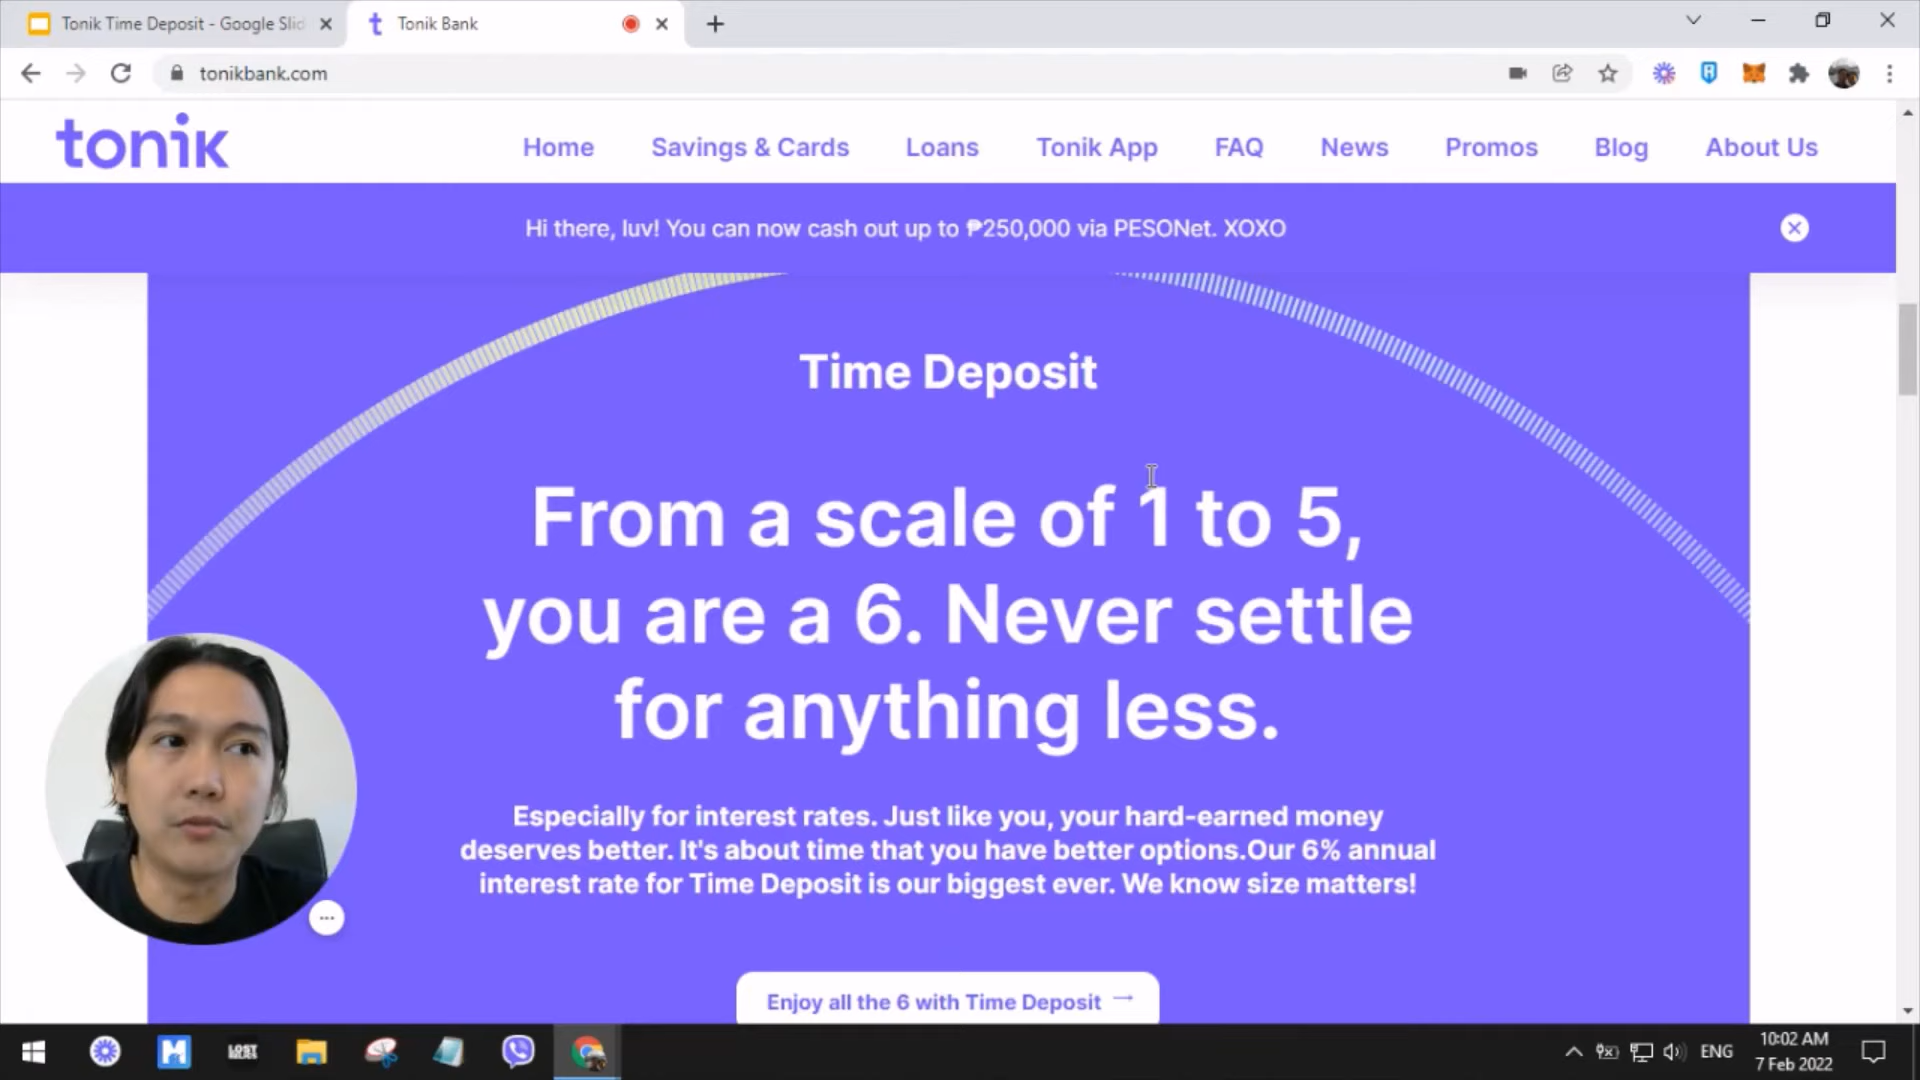 Tonik Time Deposit - Google Slid
Tonik Bank
tonikbank.com
tonik
Home Savings & Cards Loans Tonik App FAQ News Promos Blog About Us
Hi there, luv! You can now cash out up to ₱250,000 via PESONet. XOXO
Time Deposit
From a scale of 1 to 5,
you are a 6. Never settle
for anything less.
Especially for interest rates. Just like you, your hard-earned money
deserves better. It's about time that you have better options.Our 6% annual
interest rate for Time Deposit is our biggest ever. We know size matters!
Enjoy all the 6 with Time Deposit →
LOST
ENG
10:02 AM
7 Feb 2022